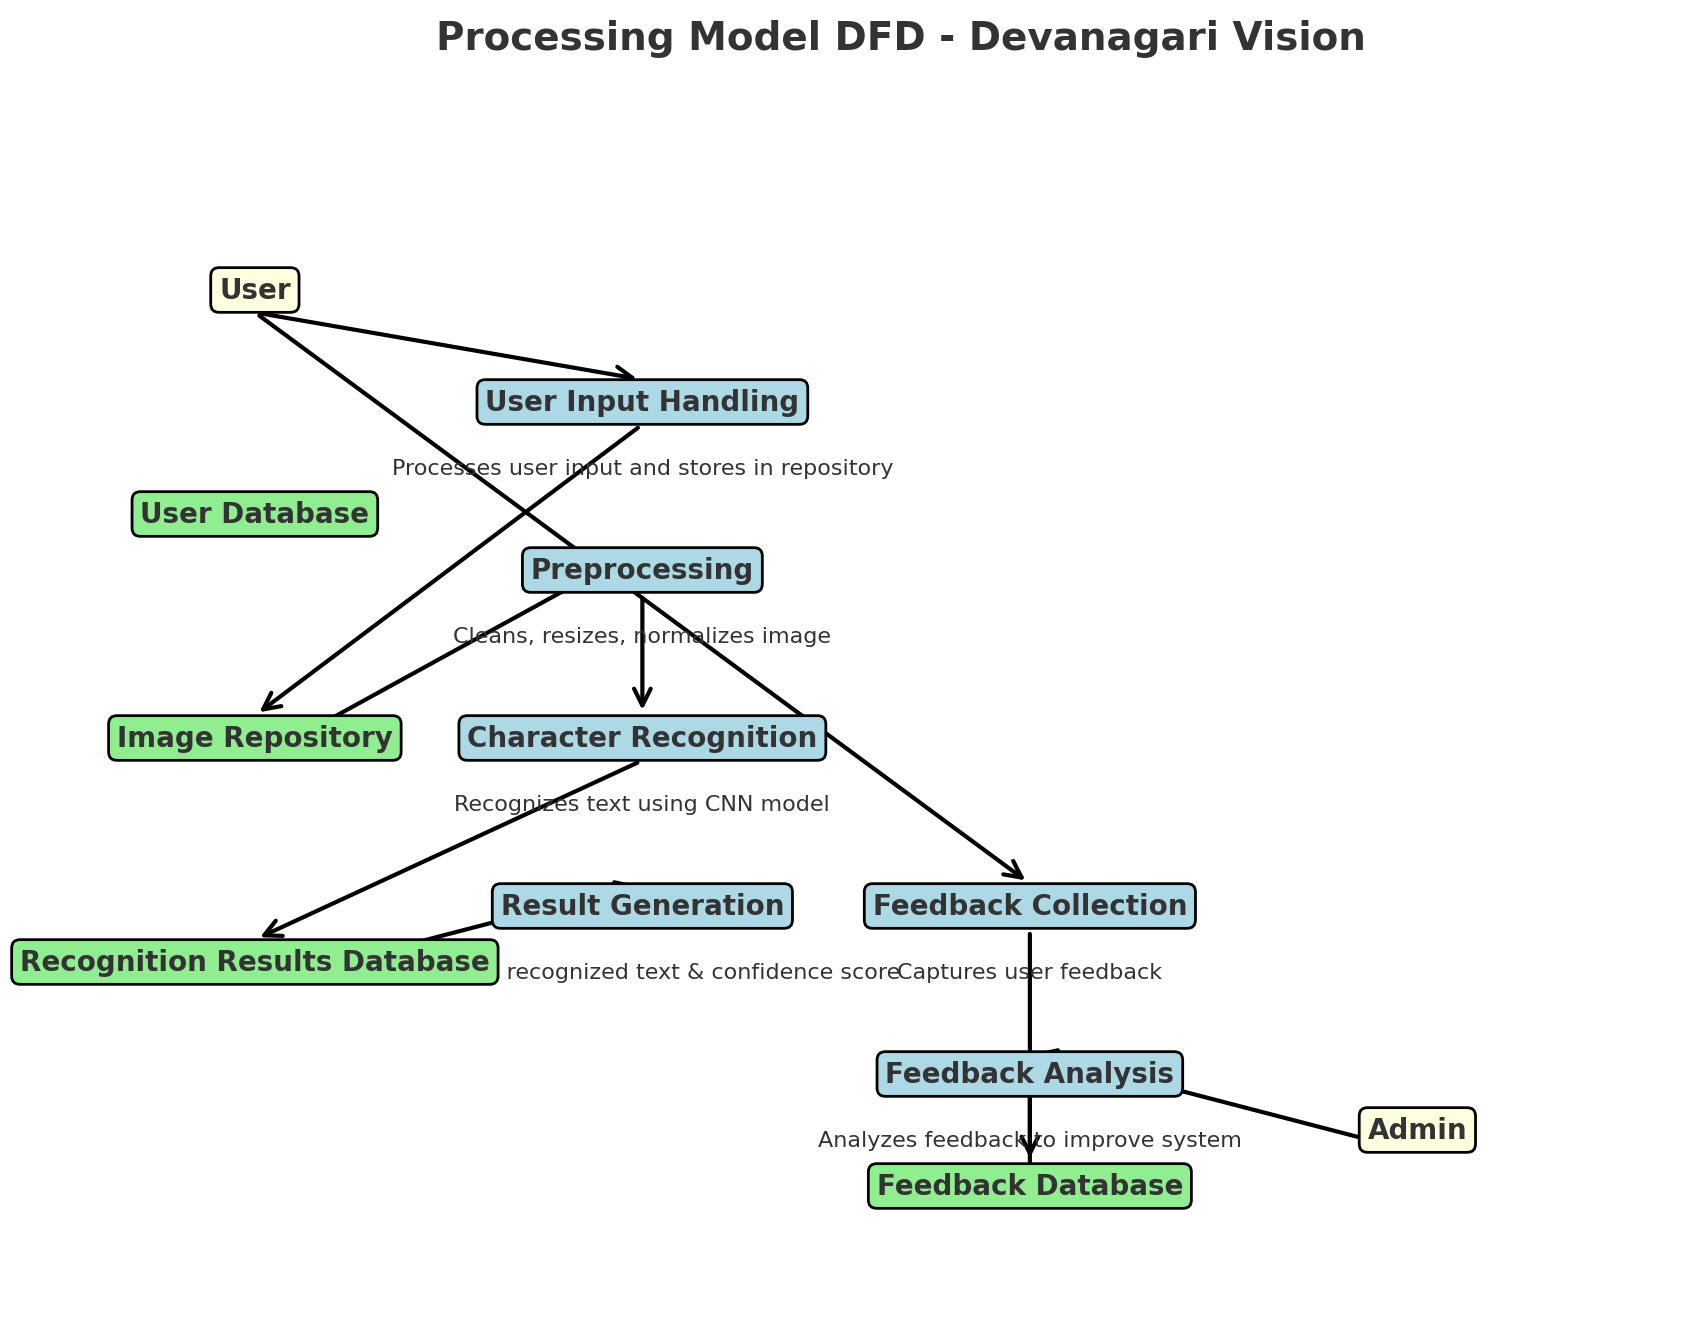 Processing Model DFD - Devanagari Vision
User
User Input Handling
Processes user input and stores in repository
User Database
Preprocessing
Cleans, resizes, normalizes image
Image Repository
Character Recognition
Recognizes text using CNN model
Result Generation
Feedback Collection
Recognition Results Database
recognized text & confidence score
Captures user feedback
Feedback Analysis
Admin
Analyzes feedback to improve system
Feedback Database